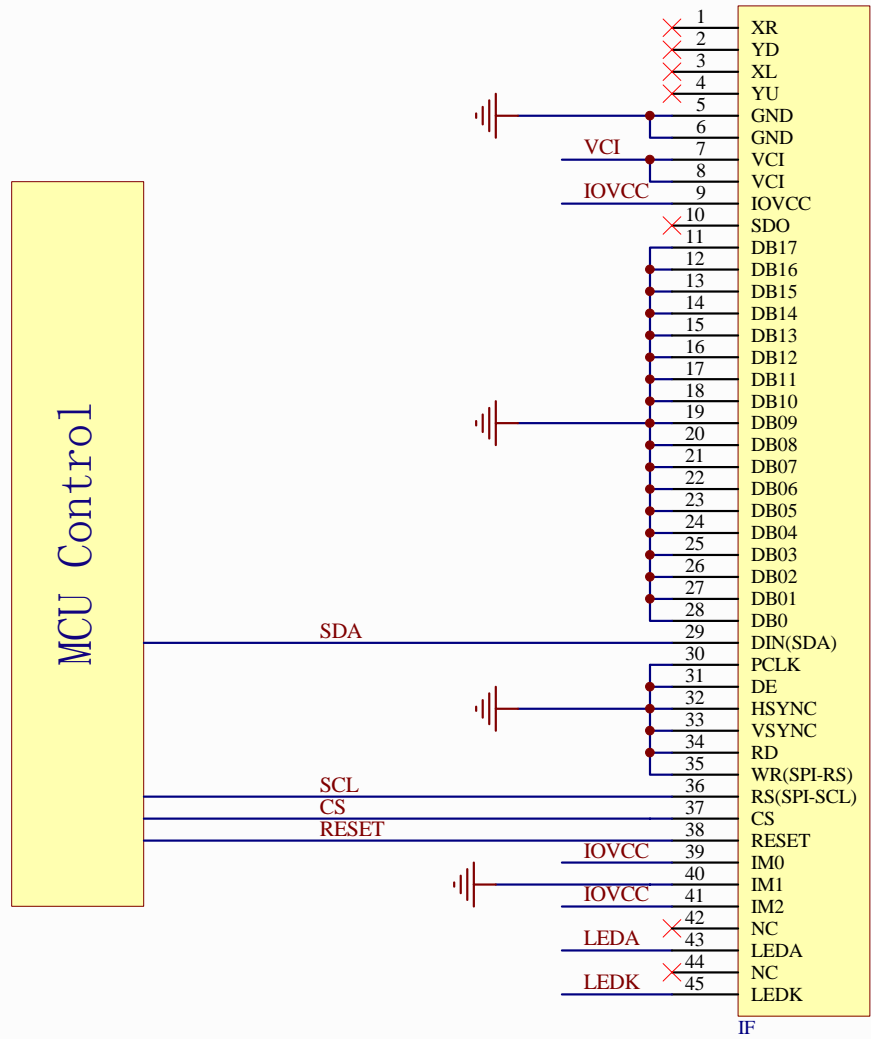 MCU Control
1 XR
2 YD
3 XL
4 YU
5 GND
6 GND
VCI 7 VCI
8 VCI
IOVCC 9 IOVCC
10 SDO
11 DB17
12 DB16
13 DB15
14 DB14
15 DB13
16 DB12
17 DB11
18 DB10
19 DB09
20 DB08
21 DB07
22 DB06
23 DB05
24 DB04
25 DB03
26 DB02
27 DB01
28 DB0
SDA 29 DIN(SDA)
30 PCLK
31 DE
32 HSYNC
33 VSYNC
34 RD
35 WR(SPI-RS)
SCL 36 RS(SPI-SCL)
CS 37 CS
RESET 38 RESET
IOVCC 39 IM0
40 IM1
IOVCC 41 IM2
42 NC
LEDA 43 LEDA
44 NC
LEDK 45 LEDK
IF